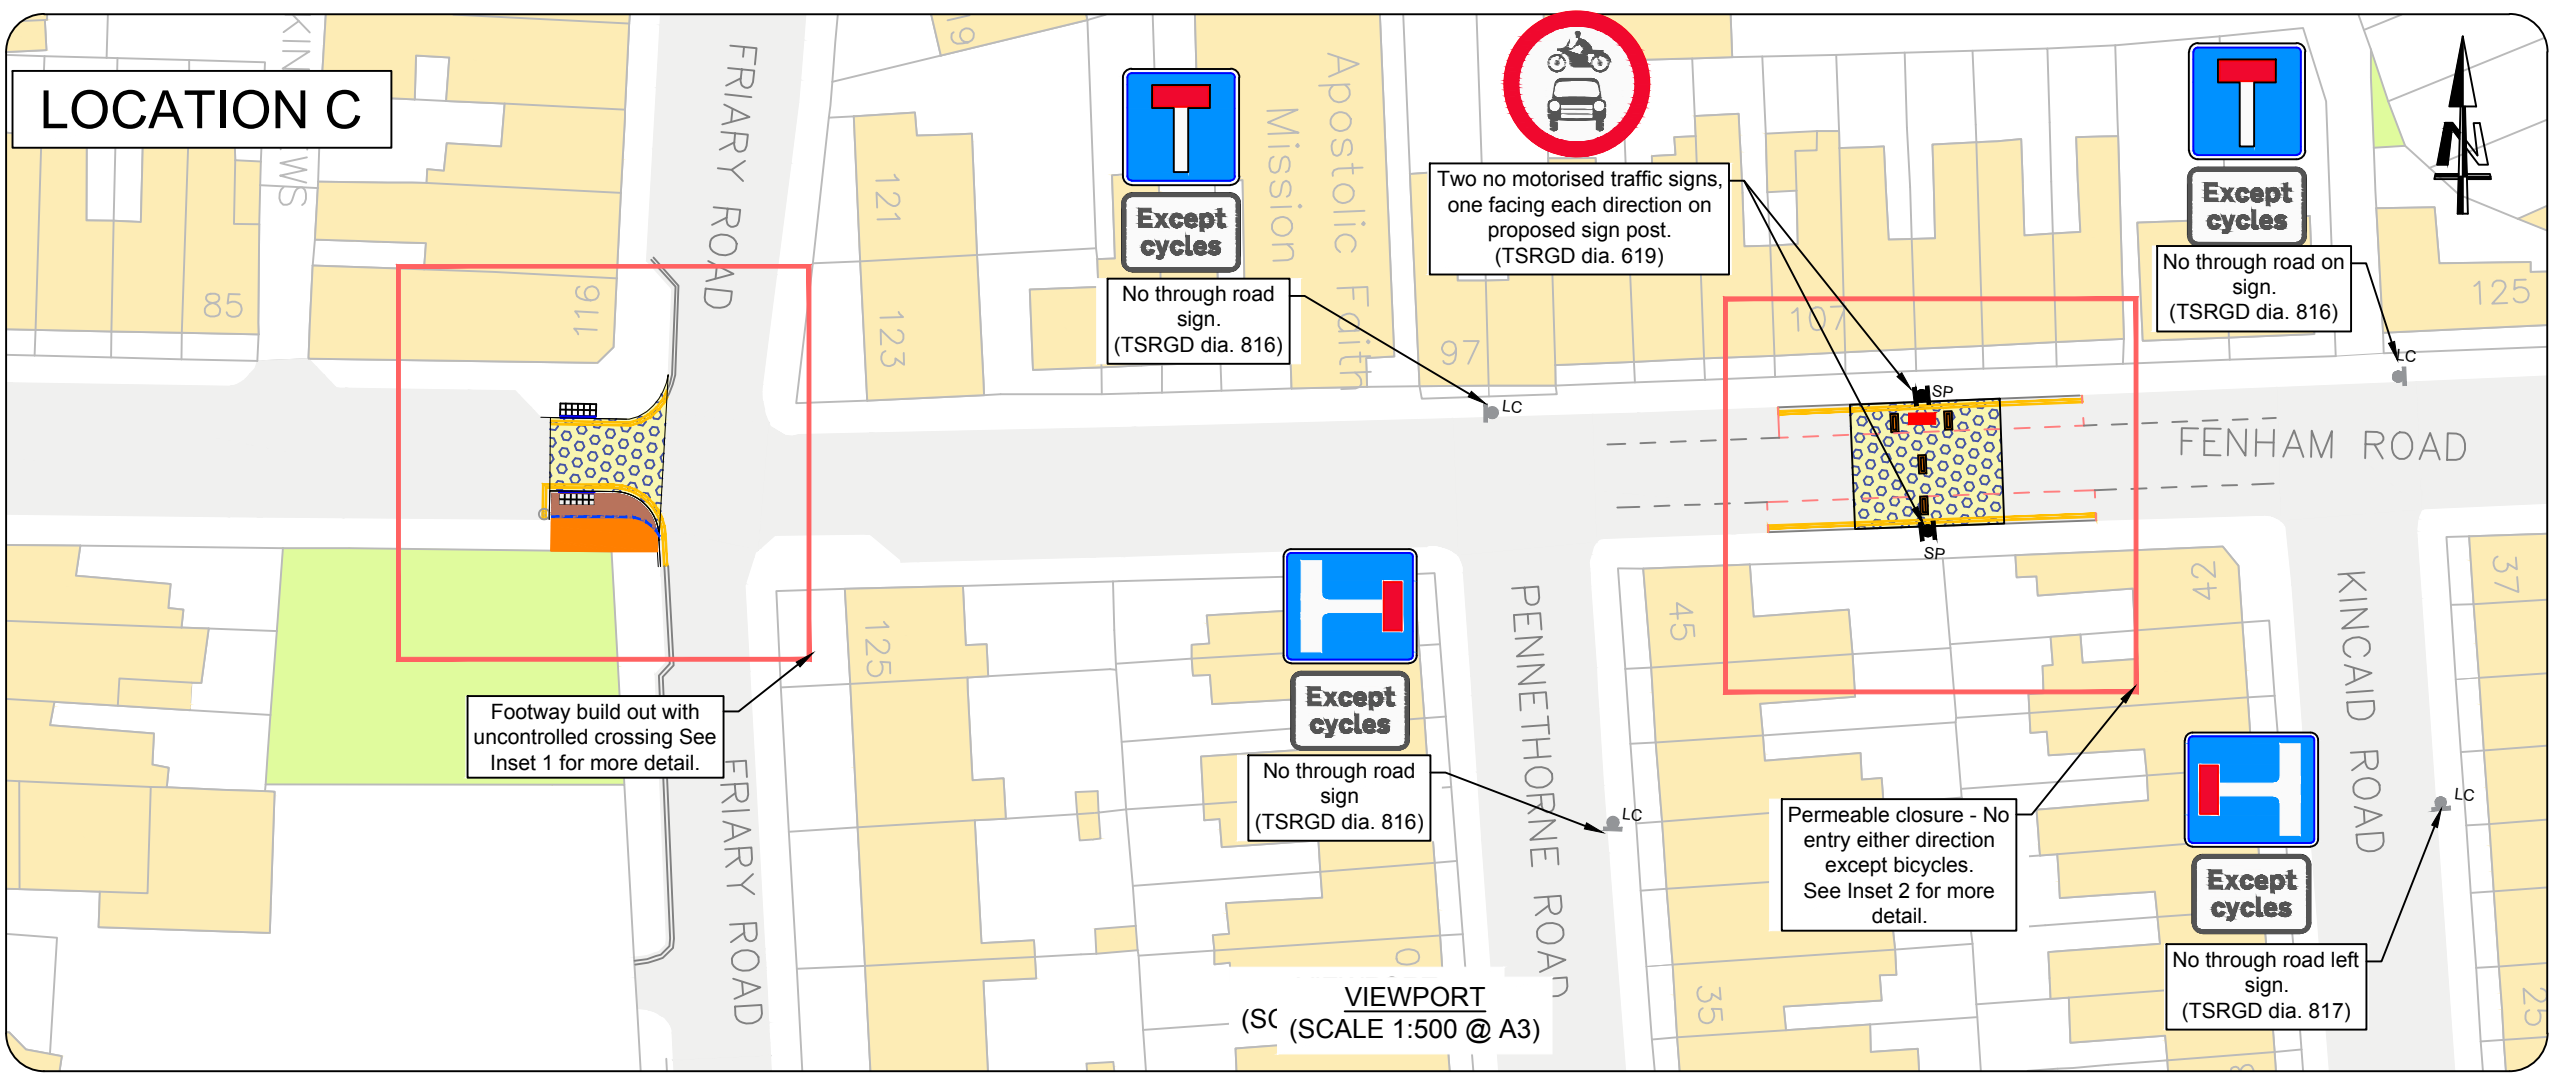 LOCATION C
FRIARY ROAD
116
85
121
123
Apostolic Faith
Mission
97
107
125
Except
cycles
No through road
sign.
(TSRGD dia. 816)
LC
Two no motorised traffic signs,
one facing each direction on
proposed sign post.
(TSRGD dia. 619)
SP
SP
Except
cycles
No through road on
sign.
(TSRGD dia. 816)
LC
N
FENHAM ROAD
Footway build out with
uncontrolled crossing See
Inset 1 for more detail.
FRIARY ROAD
125
Except
cycles
No through road
sign
(TSRGD dia. 816)
LC
PENNETHORNE ROAD
45
35
42
37
25
Permeable closure - No
entry either direction
except bicycles.
See Inset 2 for more
detail.
KINCAID ROAD
Except
cycles
No through road left
sign.
(TSRGD dia. 817)
LC
VIEWPORT
(SCALE 1:500 @ A3)